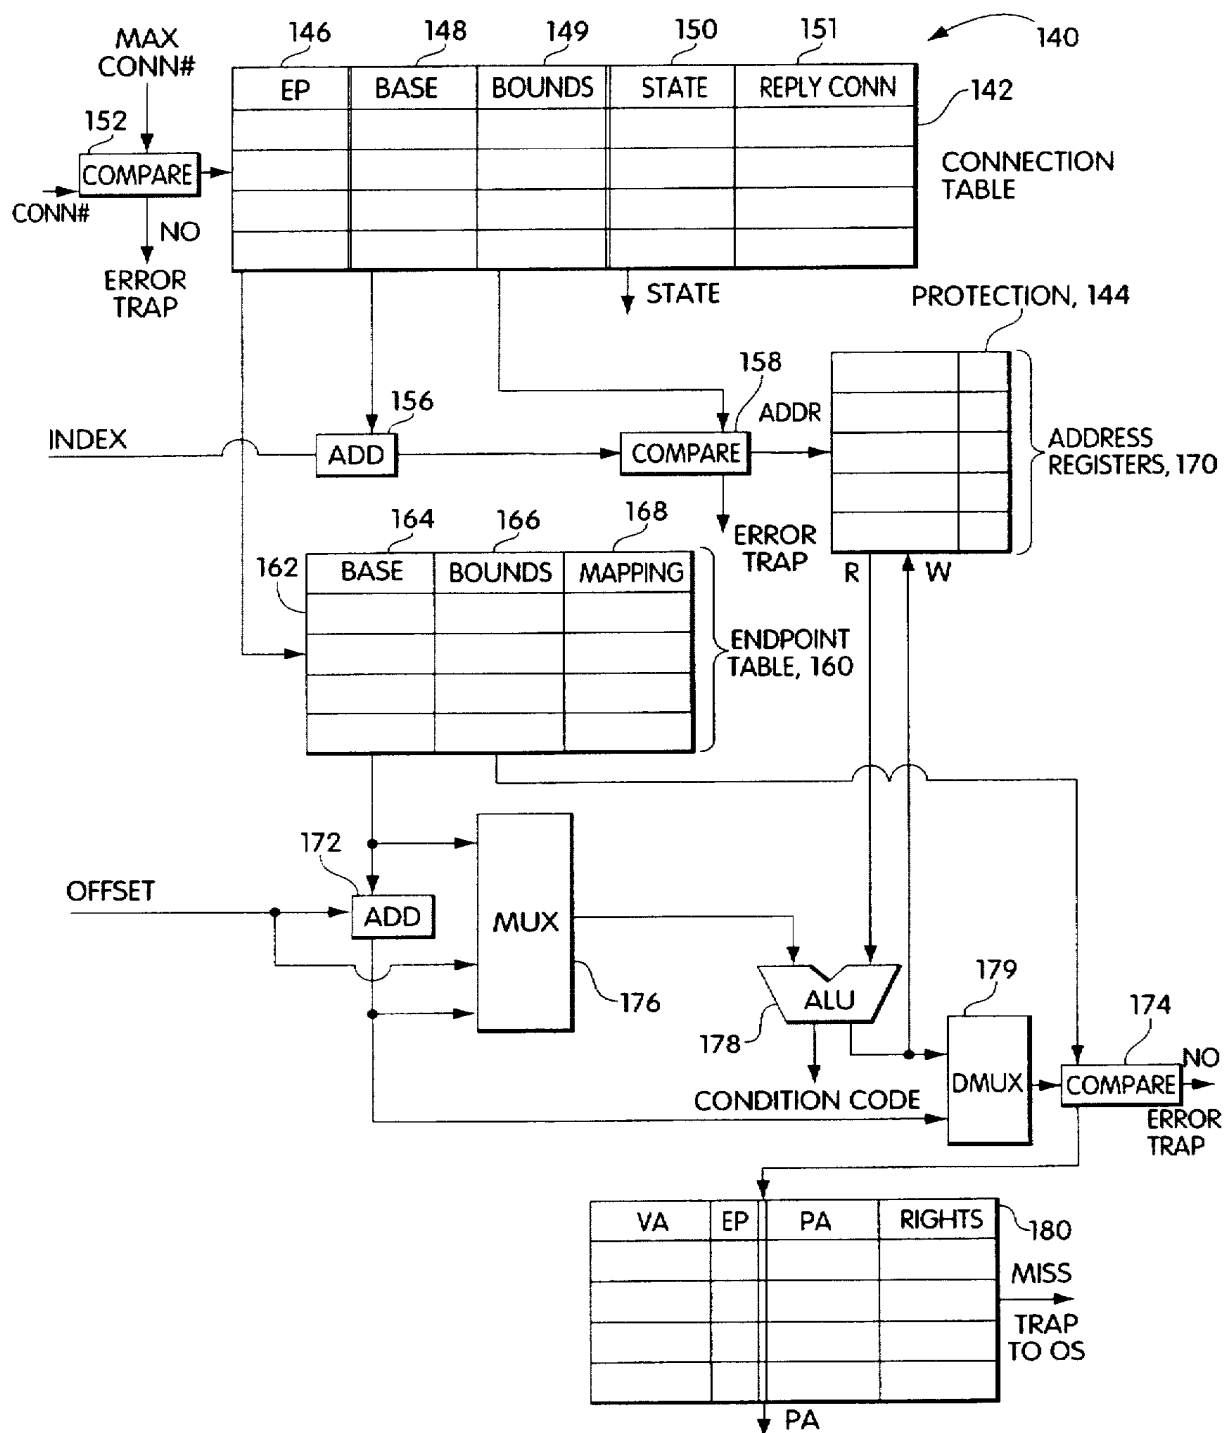 146 148 149 150 151
140
MAX
CONN#
EP BASE BOUNDS STATE REPLY CONN
142
152
COMPARE
CONN#
CONNECTION
TABLE
NO
ERROR
TRAP
STATE
PROTECTION, 144
158
ADDR
156
INDEX
ADD
COMPARE
ADDRESS
REGISTERS, 170
ERROR
TRAP
164 166 168
162
BASE BOUNDS MAPPING
R W
ENDPOINT
TABLE, 160
172
OFFSET
ADD
MUX
176
ALU
178
179
174
NO
DMUX
COMPARE
CONDITION CODE
ERROR
TRAP
VA EP PA RIGHTS
180
MISS
TRAP
TO OS
PA